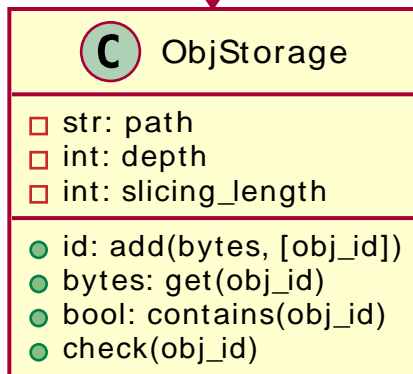 C ObjStorage
str: path
int: depth
int: slicing_length
id: add(bytes, [obj_id])
bytes: get(obj_id)
bool: contains(obj_id)
check(obj_id)